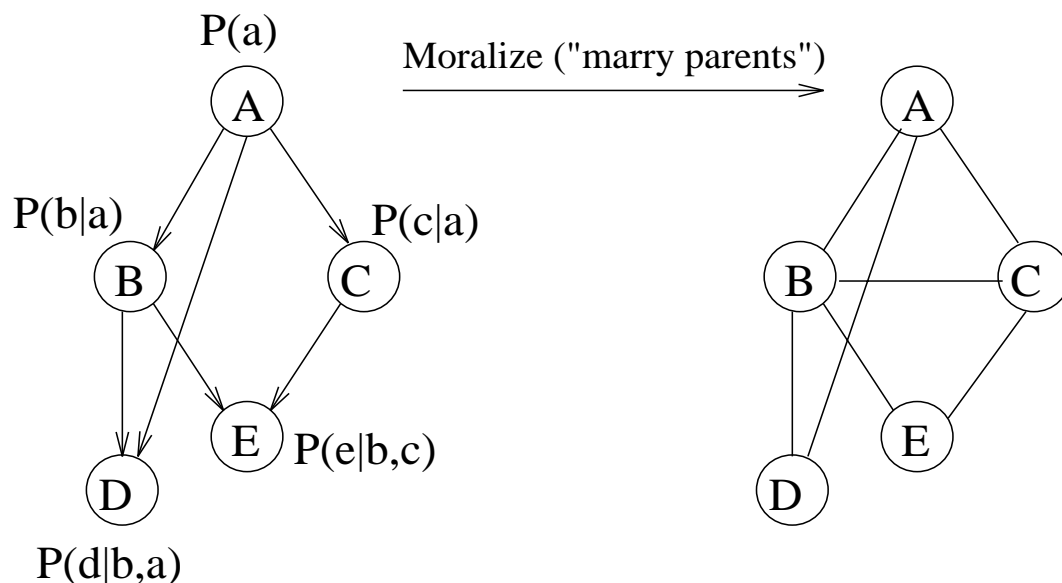 P(a)
Moralize ("marry parents")
A
A
P(b|a)
P(c|a)
B
C
B
C
E
P(e|b,c)
E
D
D
P(d|b,a)